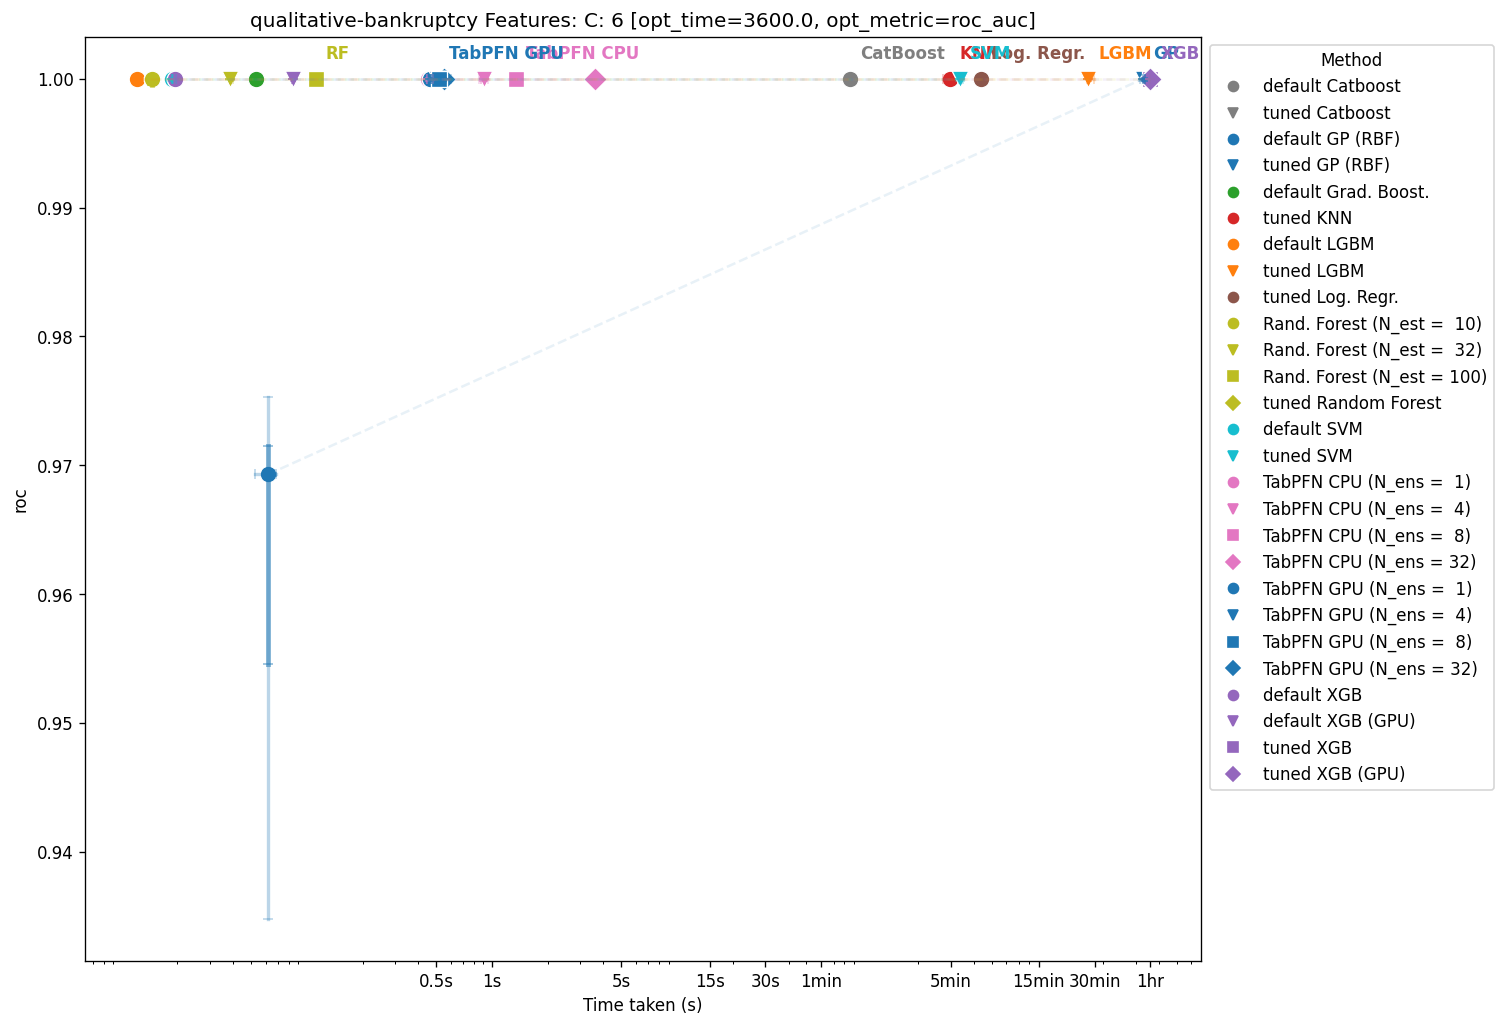 qualitative-bankruptcy Features: C: 6 [opt_time=3600.0, opt_metric=roc_auc]
RF TabPFN GPU TabPFN CPU CatBoost KNN SVM Log. Regr. LGBM GP XGB
1.00
0.99
0.98
0.97
0.96
0.95
0.94
roc
0.5s 1s 5s 15s 30s 1min 5min 15min 30min 1hr
Time taken (s)
Method
default Catboost
tuned Catboost
default GP (RBF)
tuned GP (RBF)
default Grad. Boost.
tuned KNN
default LGBM
tuned LGBM
tuned Log. Regr.
Rand. Forest (N_est =  10)
Rand. Forest (N_est =  32)
Rand. Forest (N_est = 100)
tuned Random Forest
default SVM
tuned SVM
TabPFN CPU (N_ens =  1)
TabPFN CPU (N_ens =  4)
TabPFN CPU (N_ens =  8)
TabPFN CPU (N_ens = 32)
TabPFN GPU (N_ens =  1)
TabPFN GPU (N_ens =  4)
TabPFN GPU (N_ens =  8)
TabPFN GPU (N_ens = 32)
default XGB
default XGB (GPU)
tuned XGB
tuned XGB (GPU)